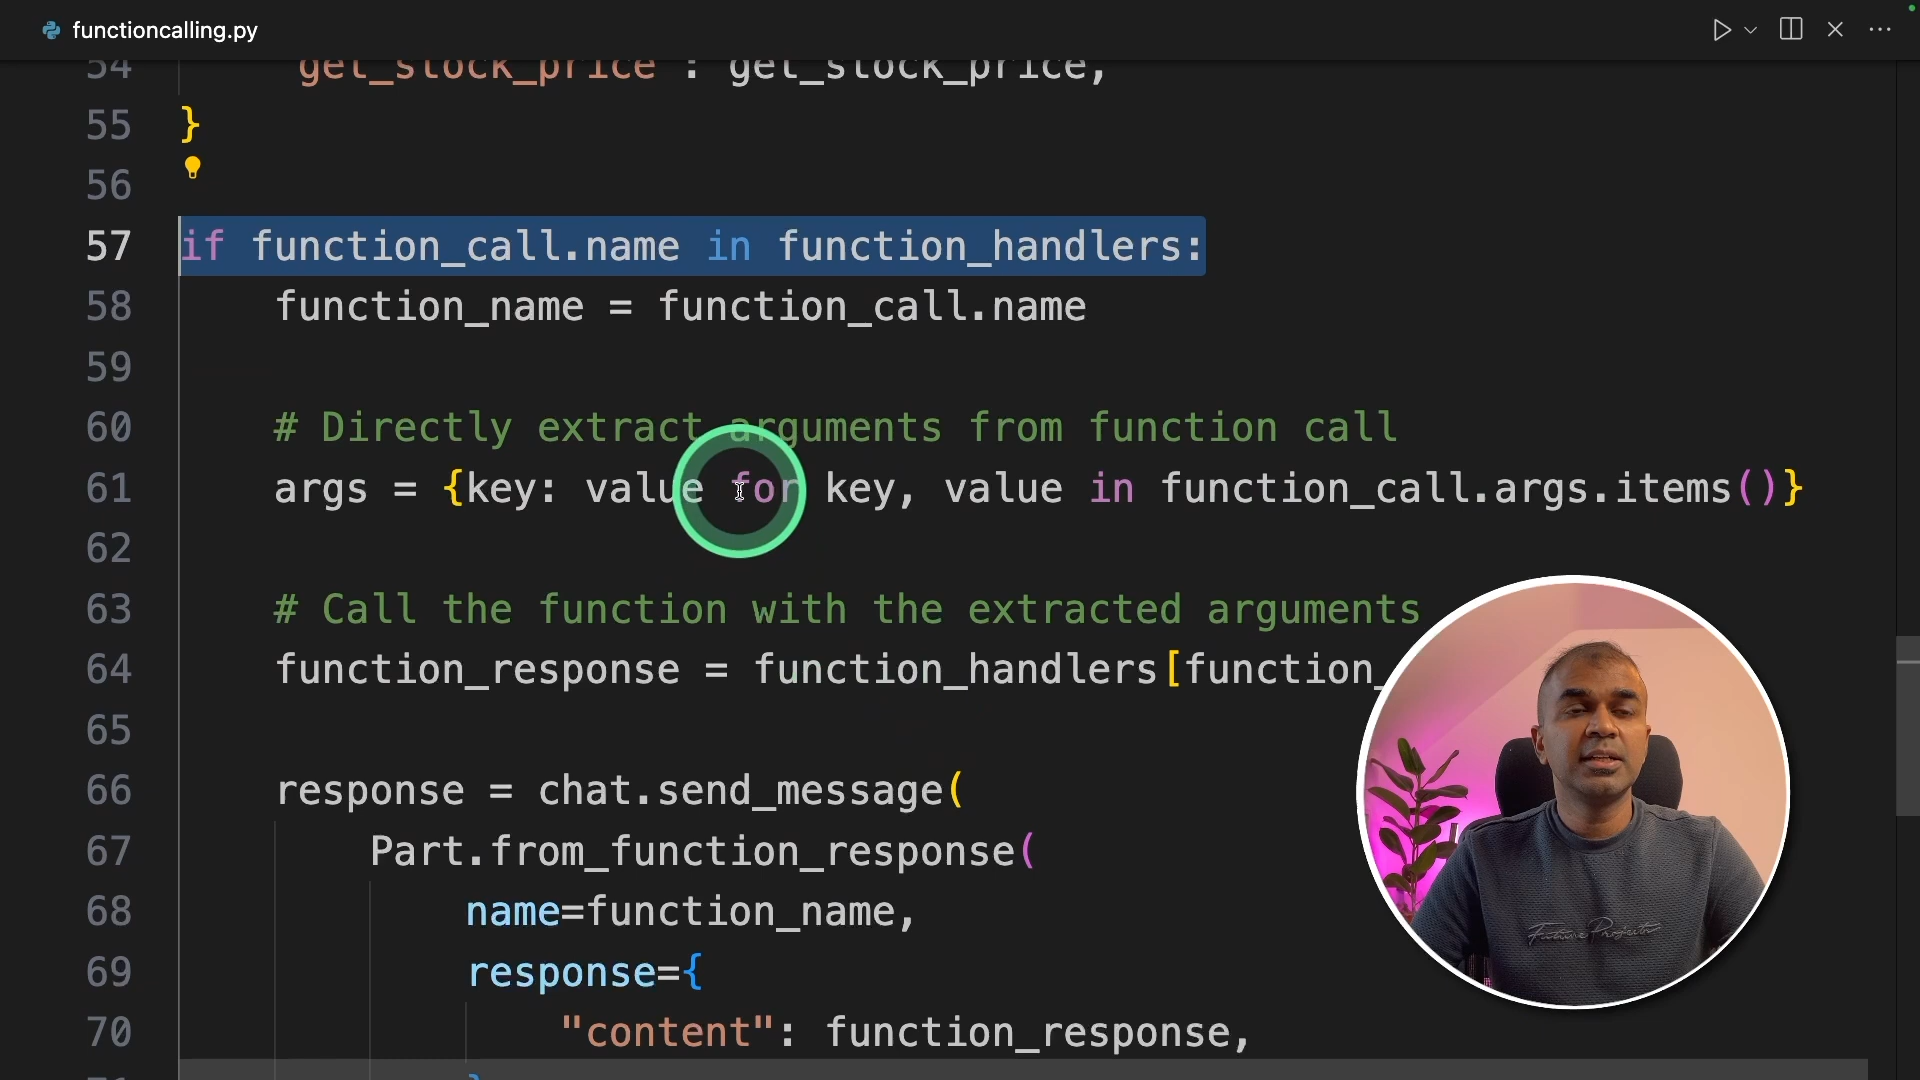 functioncalling.py
54 get_stock_price : get_stock_price,
55 }
56
57 if function_call.name in function_handlers:
58 function_name = function_call.name
59
60 # Directly extract arguments from function call
61 args = {key: value for key, value in function_call.args.items()}
62
63 # Call the function with the extracted arguments
64 function_response = function_handlers[function_
65
66 response = chat.send_message(
67 Part.from_function_response(
68 name=function_name,
69 response={
70 "content": function_response,
Future Projects